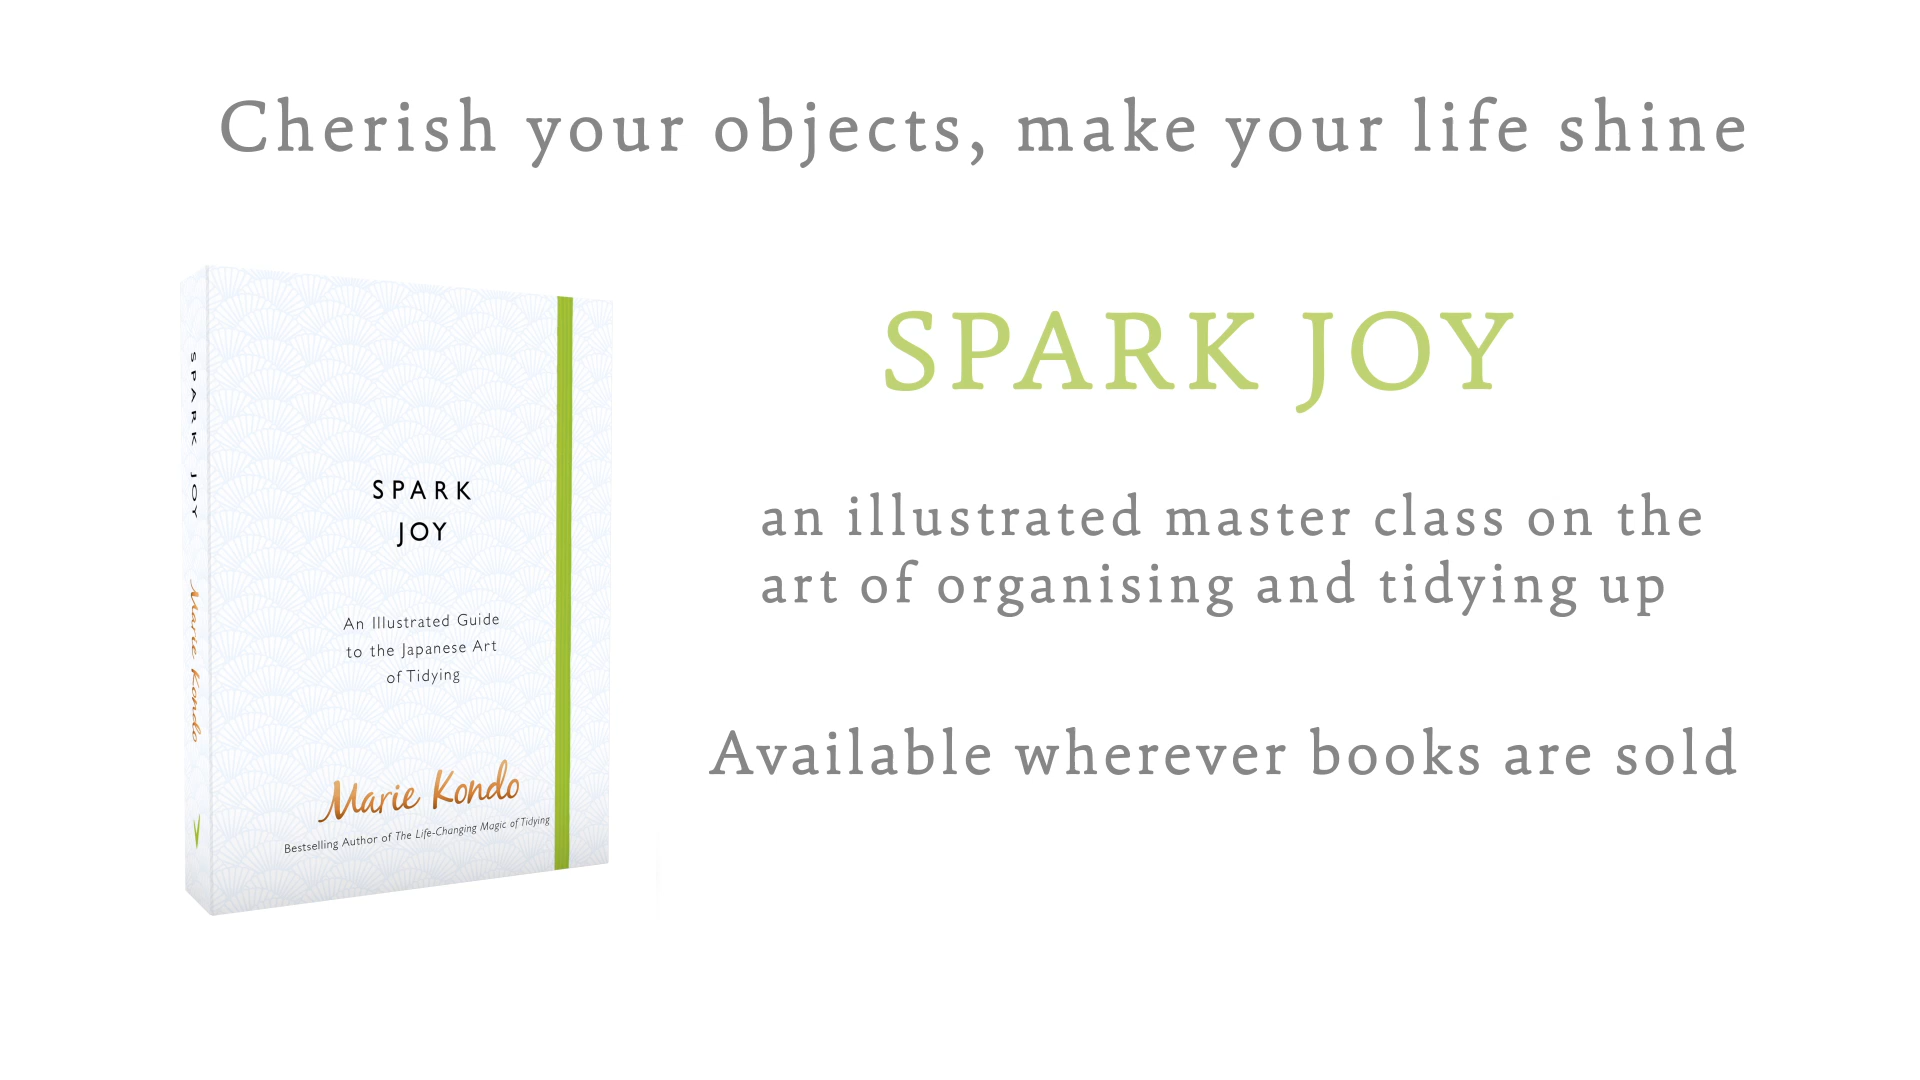 Cherish your objects, make your life shine
SPARK JOY
Marie Kondo
SPARK
JOY
An Illustrated Guide
to the Japanese Art
of Tidying
Marie Kondo
Bestselling Author of The Life-Changing Magic of Tidying
SPARK JOY
an illustrated master class on the
art of organising and tidying up
Available wherever books are sold